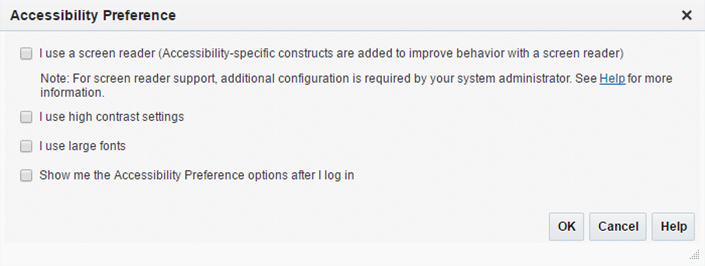 Accessibility Preference
I use a screen reader (Accessibility-specific constructs are added to improve behavior with a screen reader)
Note: For screen reader support, additional configuration is required by your system administrator. See Help for more
information.
I use high contrast settings
I use large fonts
Show me the Accessibility Preference options after I log in
OK Cancel Help